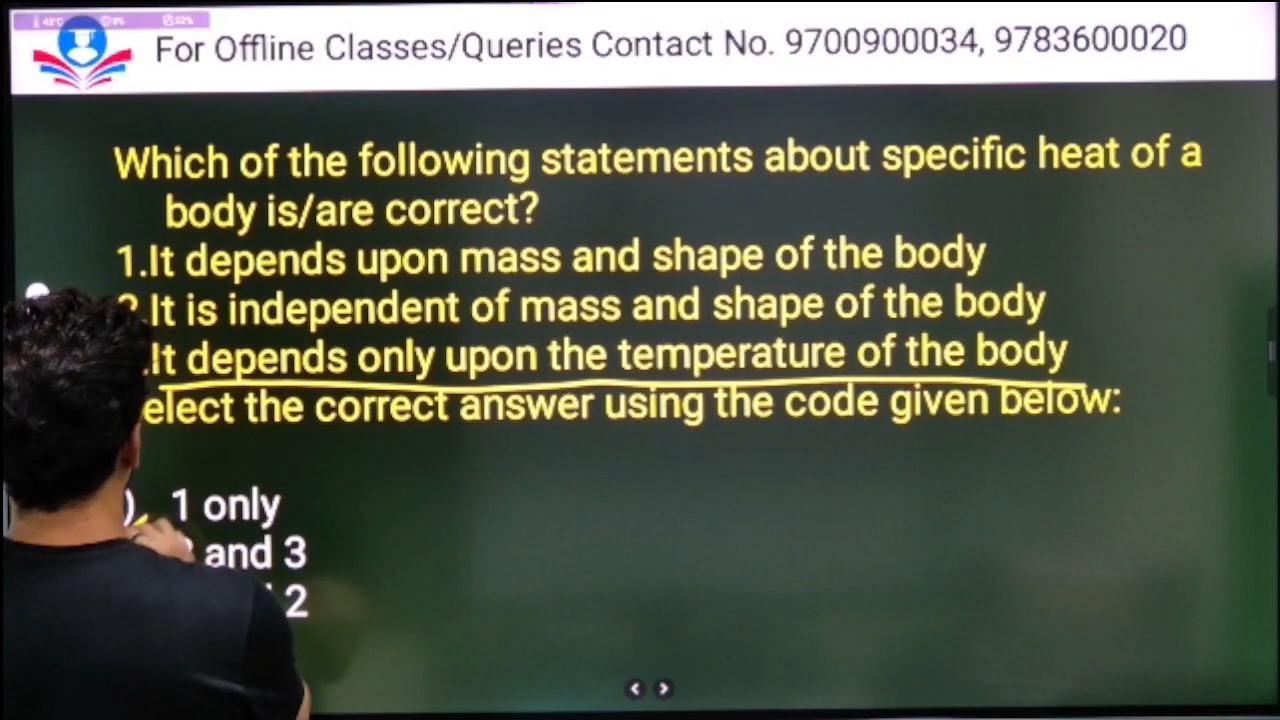 45°C
For Offline Classes/Queries Contact No. 9700900034, 9783600020
Which of the following statements about specific heat of a
body is/are correct?
1.It depends upon mass and shape of the body
.It is independent of mass and shape of the body
.It depends only upon the temperature of the body
elect the correct answer using the code given below:
) 1 only
and 3
2